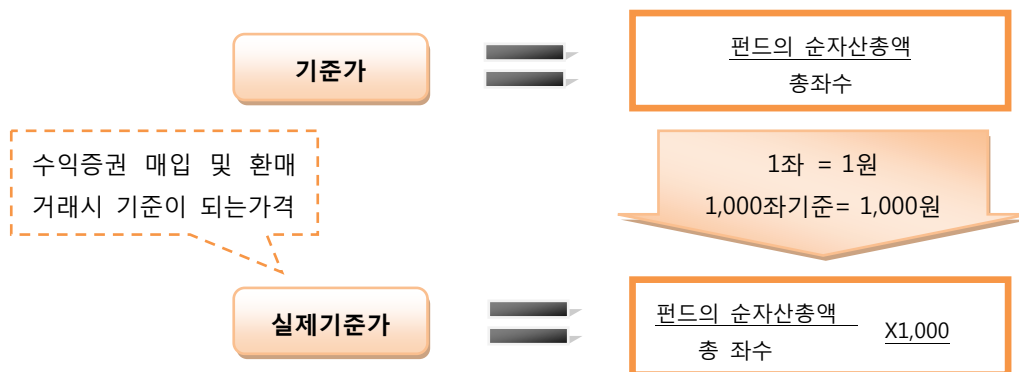 기준가
펀드의 순자산총액
총좌수
수익증권 매입 및 환매
거래시 기준이 되는가격
1좌 = 1원
1,000좌기준= 1,000원
실제기준가
펀드의 순자산총액
총 좌수
X1,000